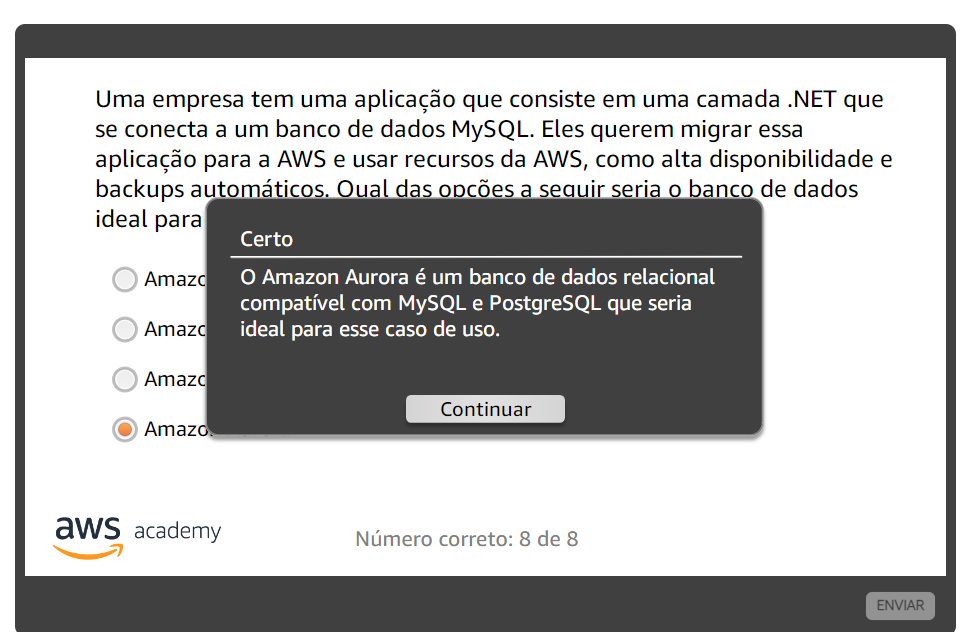 Uma empresa tem uma aplicação que consiste em uma camada .NET que
se conecta a um banco de dados MySQL. Eles querem migrar essa
aplicação para a AWS e usar recursos da AWS, como alta disponibilidade e
backups automáticos. Qual das opções a seguir seria o banco de dados
ideal para
Certo
O Amazon Aurora é um banco de dados relacional
compatível com MySQL e PostgreSQL que seria
ideal para esse caso de uso.
Continuar
aws academy
Número correto: 8 de 8
ENVIAR